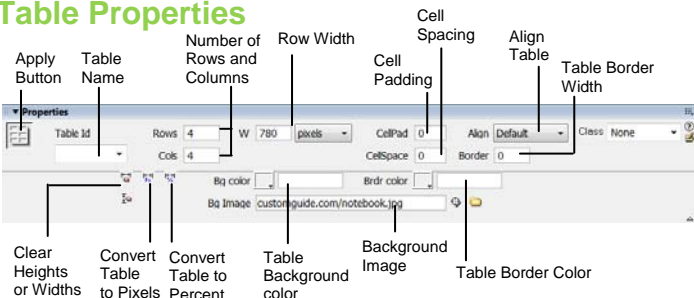 Table Properties
Apply
Button
Table
Name
Number of
Rows and
Columns
Row Width
Cell
Padding
Cell
Spacing
Align
Table
Table Border
Width
Properties
Table Id
Rows 4 W 780 pixels CellPad 0 Align Default Class None
Cols 4 CellSpace 0 Border 0
Bg color Brdr color
Bg Image customguide.com/notebook.jpg
Clear
Heights
or Widths
Convert
Table
to Pixels
Convert
Table to
Percent
Table
Background
color
Background
Image
Table Border Color